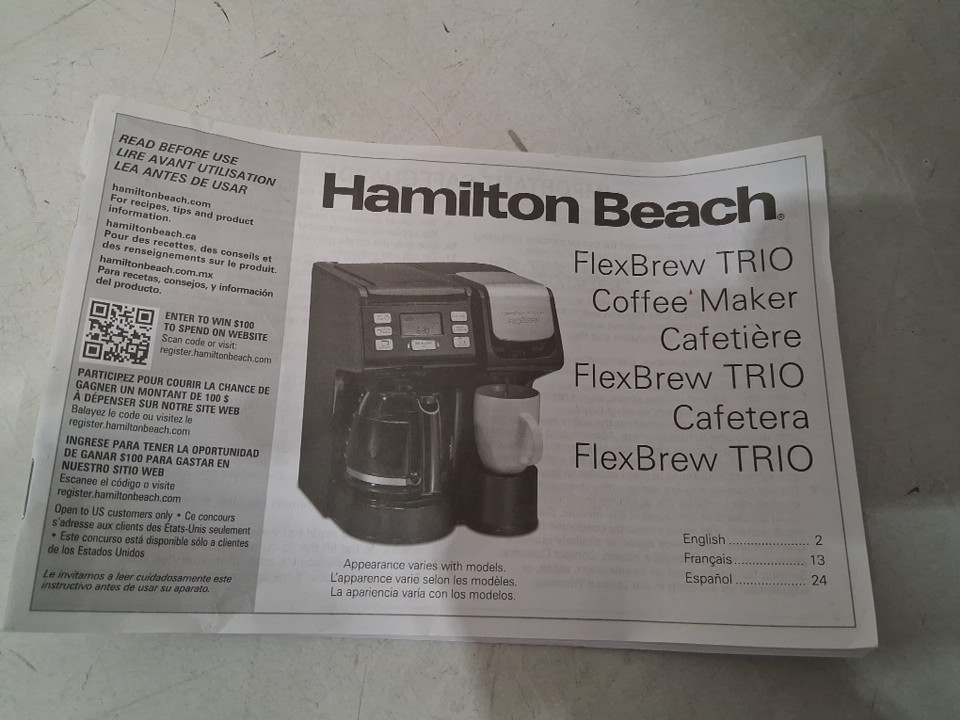 READ BEFORE USE
LIRE AVANT UTILISATION
LEA ANTES DE USAR
hamiltonbeach.com
For recipes, tips and product
information.
hamiltonbeach.ca
Pour des recettes, des conseils et
des renseignements sur le produit.
hamiltonbeach.com.mx
Para recetas, consejos, y información
del producto.
ENTER TO WIN $100
TO SPEND ON WEBSITE
Scan code or visit:
register.hamiltonbeach.com
PARTICIPEZ POUR COURIR LA CHANCE DE
GAGNER UN MONTANT DE 100 $
À DÉPENSER SUR NOTRE SITE WEB
Balayez le code ou visitez le
register.hamiltonbeach.com
INGRESE PARA TENER LA OPORTUNIDAD
DE GANAR $100 PARA GASTAR EN
NUESTRO SITIO WEB
Escanee el código o visite
register.hamiltonbeach.com
Open to US customers only • Ce concours
s'adresse aux clients des États-Unis seulement
• Este concurso está disponible sólo a clientes
de los Estados Unidos
Le invitamos a leer cuidadosamente este
instructivo antes de usar su aparato.
Hamilton Beach®
FlexBrew TRIO
Coffee Maker
Cafetière
FlexBrew TRIO
Cafetera
FlexBrew TRIO
Appearance varies with models.
L'apparence varie selon les modèles.
La apariencia varía con los modelos.
English ...................... 2
Français................... 13
Español ................... 24